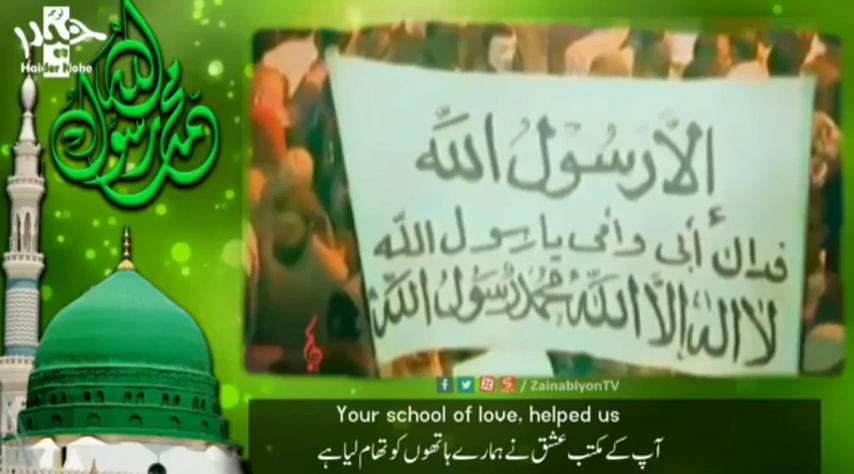 حیدر
Haider Nohe
محمد رسول الله
الا رسول الله
فداك أبي وأمي يا رسول الله
لا اله إلا الله محمد رسول الله
/ ZainabiyonTV
Your school of love, helped us
آپ کے مکتب عشق نے ہمارے ہاتھوں کو تھام لیا ہے